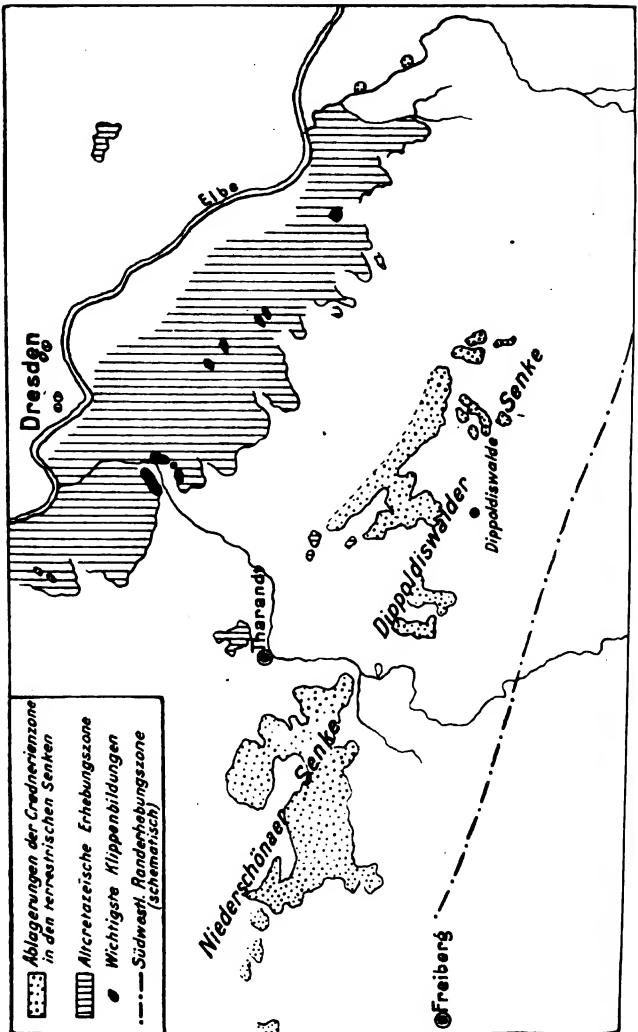 Ablagerungen der Crednerienzone
in den terrestrischen Senken
Altcretazeische Erhebungszone
Wichtigste Klippenbildungen
Südwestl. Randerhebungszone
(schematisch)
Dresden
Elbe
Tharandt
Niederschönaer Senke
Dippoldiswalder Senke
Dippoldiswalde
Freiberg